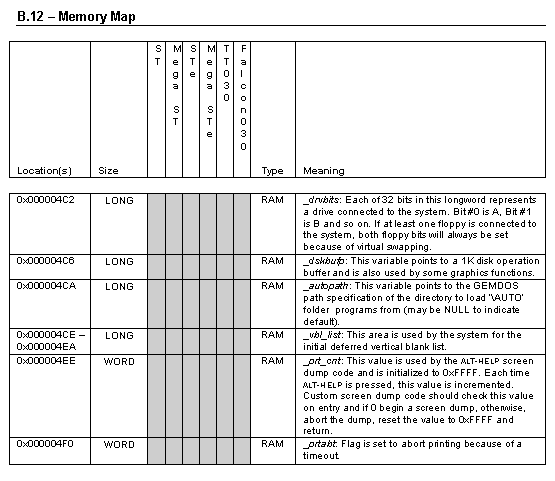 B.12 – Memory Map
Location(s) Size ST Mega ST STe Mega STe TT030 Falcon030 Type Meaning
0x000004C2 LONG RAM _drvbits: Each of 32 bits in this longword represents
a drive connected to the system. Bit #0 is A, Bit #1
is B and so on. If at least one floppy is connected to
the system, both floppy bits will always be set
because of virtual swapping.
0x000004C6 LONG RAM _dskbufp: This variable points to a 1K disk operation
buffer and is also used by some graphics functions.
0x000004CA LONG RAM _autopath: This variable points to the GEMDOS
path specification of the directory to load '\AUTO'
folder programs from (may be NULL to indicate
default).
0x000004CE – LONG RAM _vbl_list: This area is used by the system for the
0x000004EA initial deferred vertical blank list.
0x000004EE WORD RAM _prt_cnt: This value is used by the ALT-HELP screen
dump code and is initialized to 0xFFFF. Each time
ALT-HELP is pressed, this value is incremented.
Custom screen dump code should check this value
on entry and if 0 begin a screen dump, otherwise,
abort the dump, reset the value to 0xFFFF and
return.
0x000004F0 WORD RAM _prtabt: Flag is set to abort printing because of a
timeout.